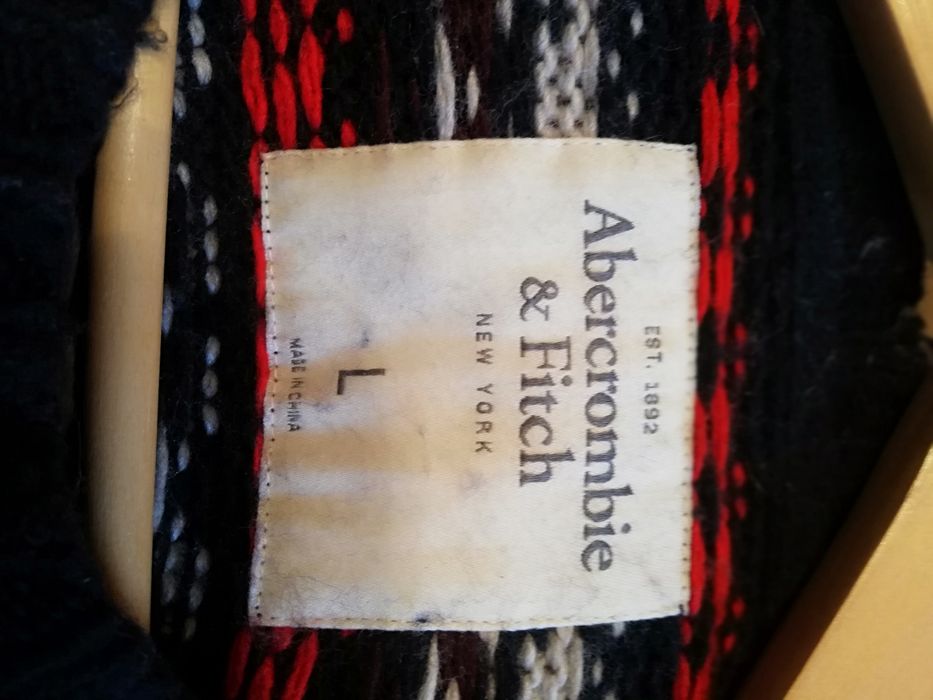 EST. 1892
Abercrombie
& Fitch
NEW YORK
L
MADE IN CHINA